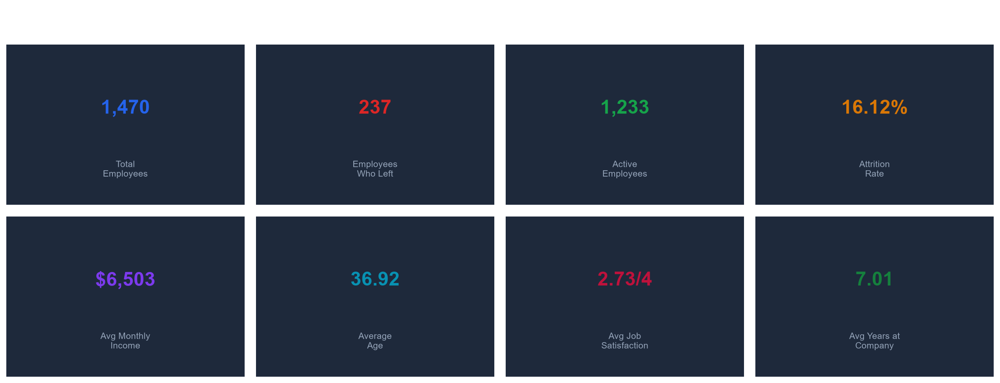 1,470
Total
Employees
237
Employees
Who Left
1,233
Active
Employees
16.12%
Attrition
Rate
$6,503
Avg Monthly
Income
36.92
Average
Age
2.73/4
Avg Job
Satisfaction
7.01
Avg Years at
Company